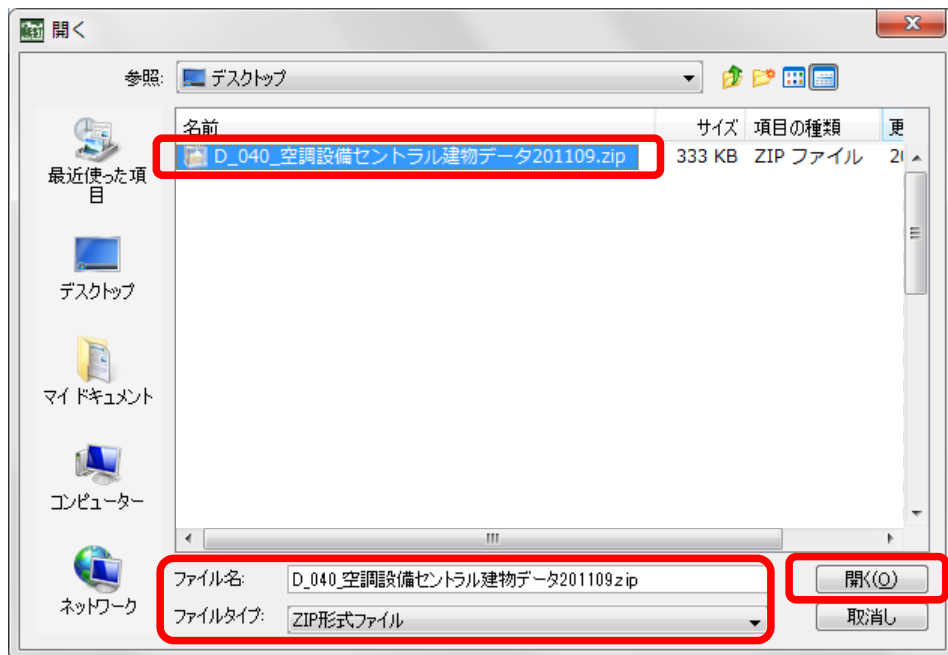 開く
参照: デスクトップ
名前 サイズ 項目の種類 更
D_040_空調設備セントラル建物データ201109.zip 333 KB ZIP ファイル 20
最近使った項
目
デスクトップ
マイ ドキュメント
コンピューター
ネットワーク
ファイル名: D_040_空調設備セントラル建物データ201109.zip
開く(O)
ファイルタイプ: ZIP形式ファイル
取消し